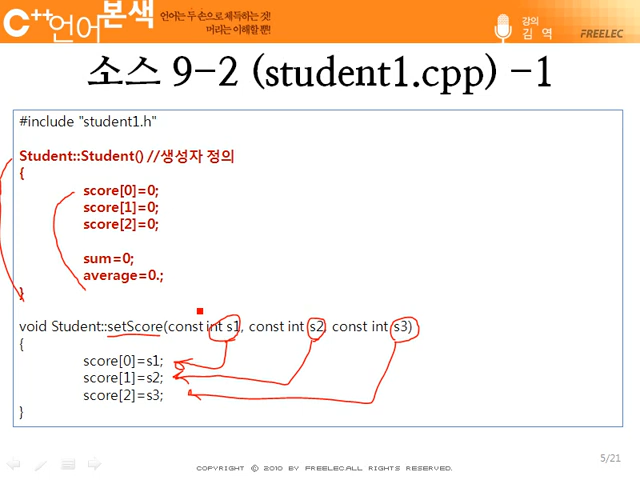 C++언어본색
언어는 두 손으로 체득하는 것!
머리는 이해할 뿐!
강의
김 역
FREELEC
소스 9-2 (student1.cpp) -1
#include "student1.h"
Student::Student() //생성자 정의
{
score[0]=0;
score[1]=0;
score[2]=0;
sum=0;
average=0.;
}
void Student::setScore(const int s1, const int s2, const int s3)
{
score[0]=s1;
score[1]=s2;
score[2]=s3;
}
5/21
COPYRIGHT © 2010 BY FREELEC.ALL RIGHTS RESERVED.